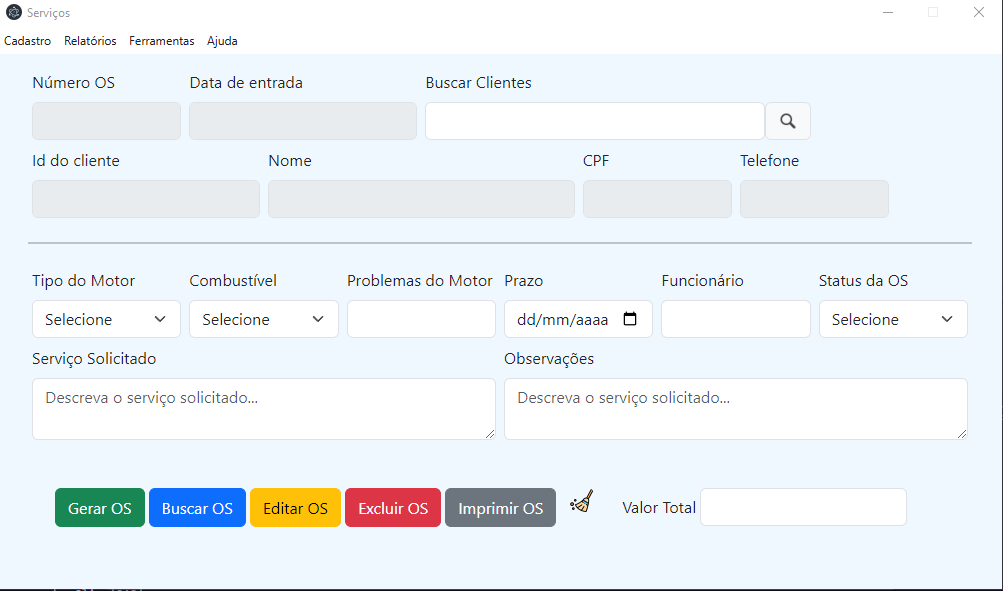 Serviços
Cadastro Relatórios Ferramentas Ajuda
Número OS Data de entrada Buscar Clientes
Id do cliente Nome CPF Telefone
Tipo do Motor Combustível Problemas do Motor Prazo Funcionário Status da OS
Selecione Selecione dd/mm/aaaa Selecione
Serviço Solicitado Observações
Descreva o serviço solicitado... Descreva o serviço solicitado...
Gerar OS Buscar OS Editar OS Excluir OS Imprimir OS Valor Total